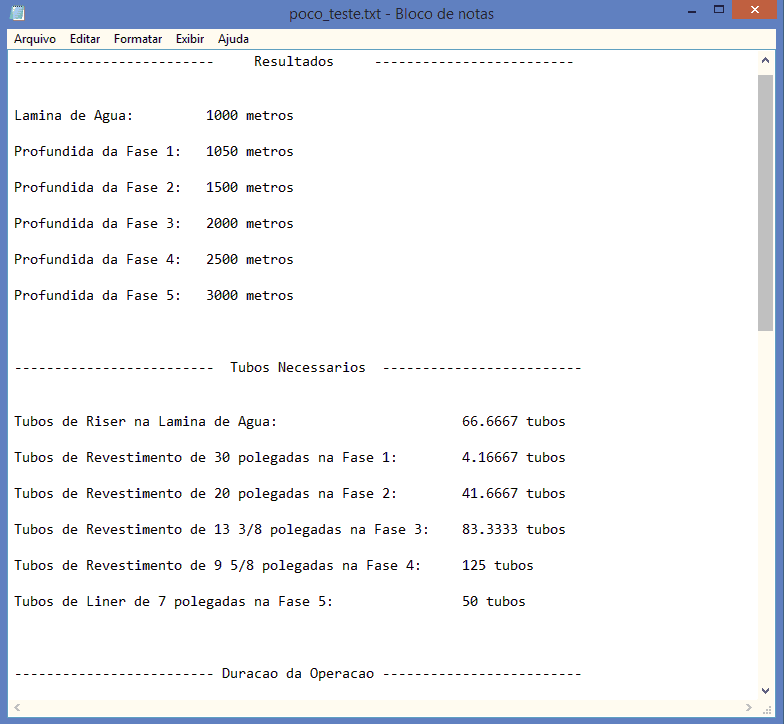 poco_teste.txt - Bloco de notas
Arquivo Editar Formatar Exibir Ajuda
------------------------- Resultados -------------------------
Lamina de Agua: 1000 metros
Profundida da Fase 1: 1050 metros
Profundida da Fase 2: 1500 metros
Profundida da Fase 3: 2000 metros
Profundida da Fase 4: 2500 metros
Profundida da Fase 5: 3000 metros
------------------------- Tubos Necessarios -------------------------
Tubos de Riser na Lamina de Agua: 66.6667 tubos
Tubos de Revestimento de 30 polegadas na Fase 1: 4.16667 tubos
Tubos de Revestimento de 20 polegadas na Fase 2: 41.6667 tubos
Tubos de Revestimento de 13 3/8 polegadas na Fase 3: 83.3333 tubos
Tubos de Revestimento de 9 5/8 polegadas na Fase 4: 125 tubos
Tubos de Liner de 7 polegadas na Fase 5: 50 tubos
------------------------- Duracao da Operacao -------------------------